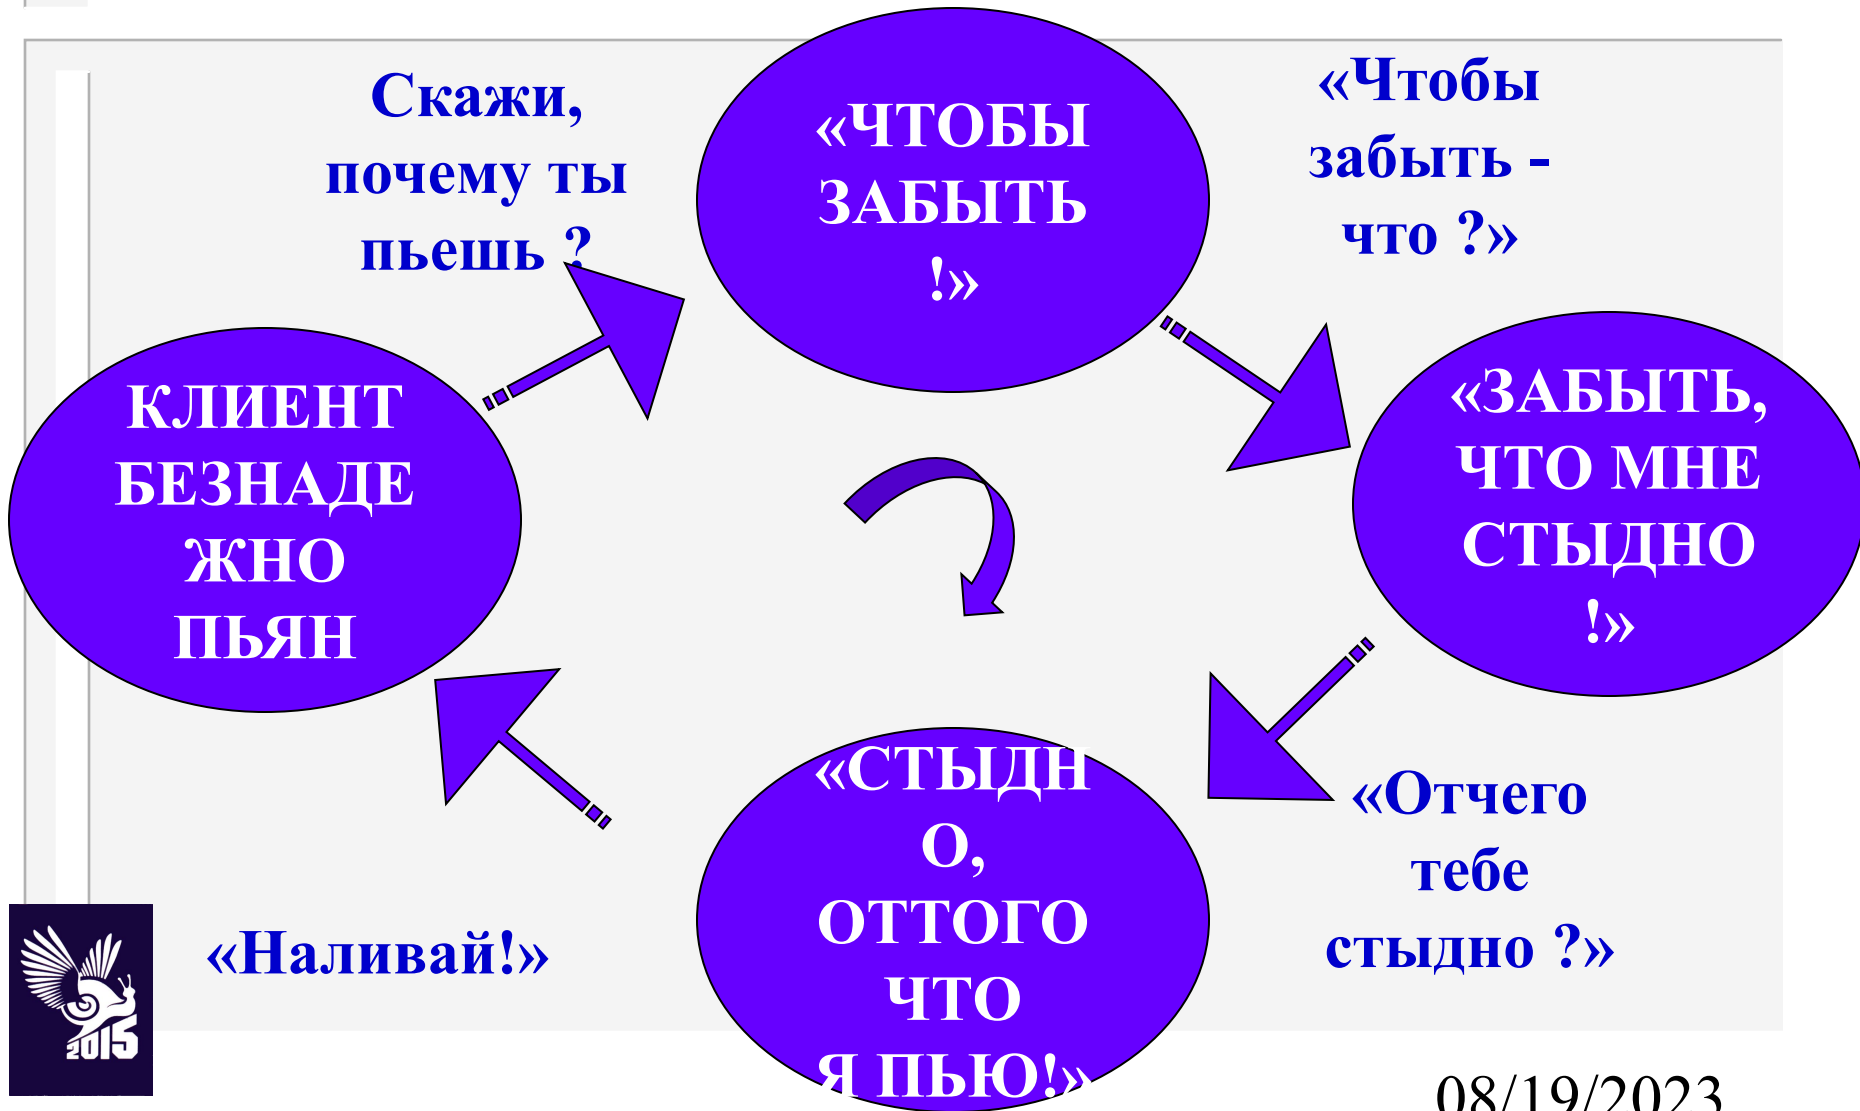 Скажи,
почему ты
пьешь ?
«ЧТОБЫ
ЗАБЫТЬ
!»
«Чтобы
забыть -
что ?»
КЛИЕНТ
БЕЗНАДЕ
ЖНО
ПЬЯН
«ЗАБЫТЬ,
ЧТО МНЕ
СТЫДНО
!»
«СТЫДН
О,
ОТТОГО
ЧТО
Я ПЬЮ!»
«Отчего
тебе
стыдно ?»
«Наливай!»
2015
08/19/2023